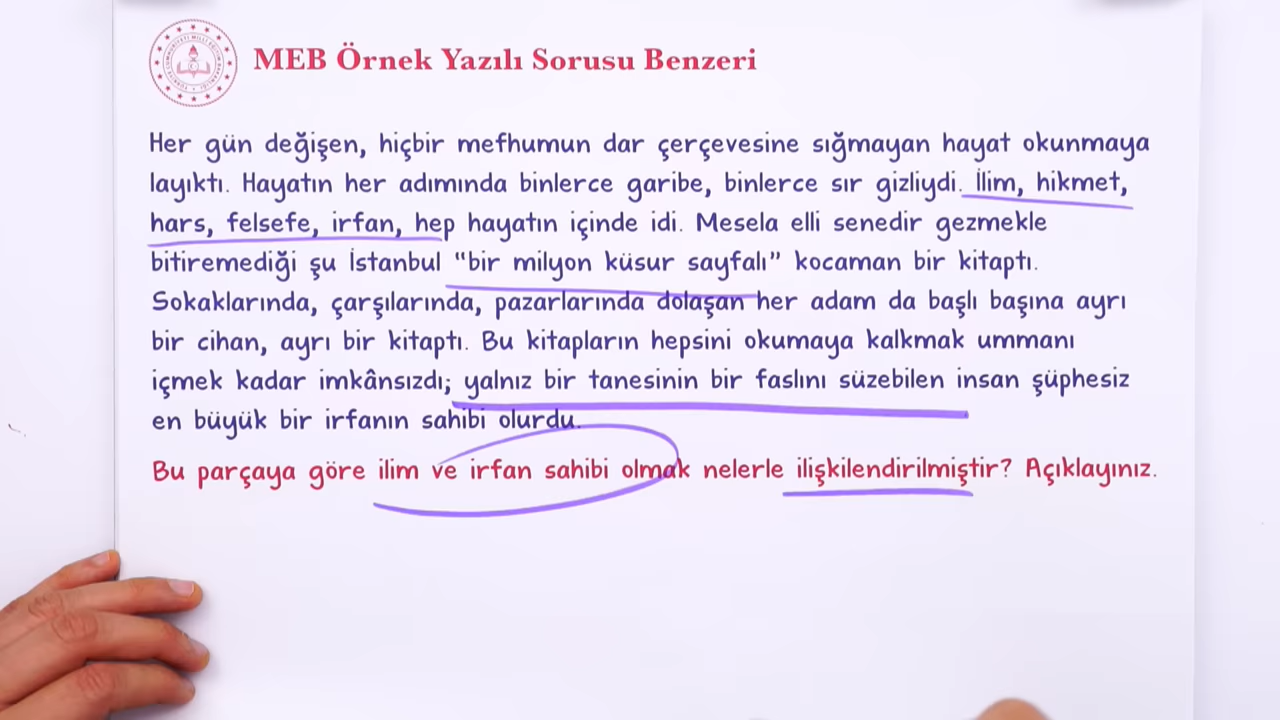 MEB Örnek Yazılı Sorusu Benzeri
Her gün değişen, hiçbir mefhumun dar çerçevesine sığmayan hayat okunmaya
layıktı. Hayatın her adımında binlerce garibe, binlerce sır gizliydi. İlim, hikmet,
hars, felsefe, irfan, hep hayatın içinde idi. Mesela elli senedir gezmekle
bitiremediği şu İstanbul “bir milyon küsur sayfalı” kocaman bir kitaptı.
Sokaklarında, çarşılarında, pazarlarında dolaşan her adam da başlı başına ayrı
bir cihan, ayrı bir kitaptı. Bu kitapların hepsini okumaya kalkmak ummanı
içmek kadar imkânsızdı; yalnız bir tanesinin bir faslını süzebilen insan şüphesiz
en büyük bir irfanın sahibi olurdu.
Bu parçaya göre ilim ve irfan sahibi olmak nelerle ilişkilendirilmiştir? Açıklayınız.